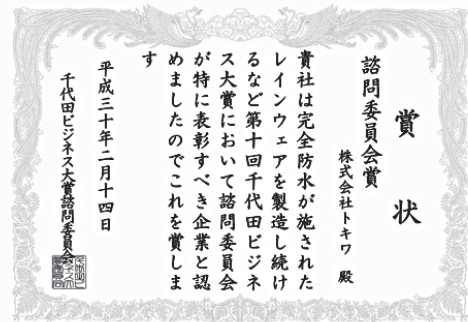 賞状
諮問委員会賞
株式会社トキワ 殿
貴社は完全防水が施された
レインウェアを製造し続け
るなど第十回千代田ビジネ
ス大賞において諮問委員会
が特に表彰すべき企業と認
めましたのでこれを賞しま
す
平成三十年二月十四日
千代田ビジネス大賞諮問委員会